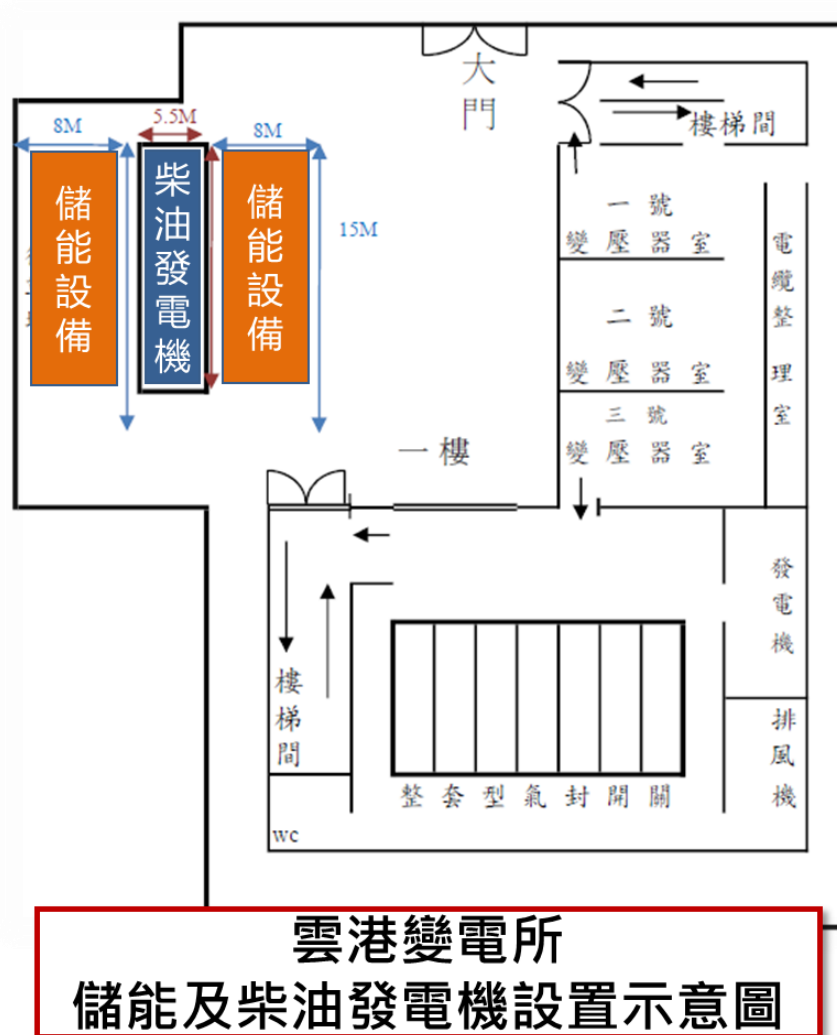 大門
樓梯間
8M
5.5M
8M
15M
儲能設備
柴油發電機
儲能設備
一號
變壓器室
二號
變壓器室
三號
變壓器室
電纜整理室
一樓
發電機
樓梯間
排風機
整套型氣封開關
wc
雲港變電所
儲能及柴油發電機設置示意圖